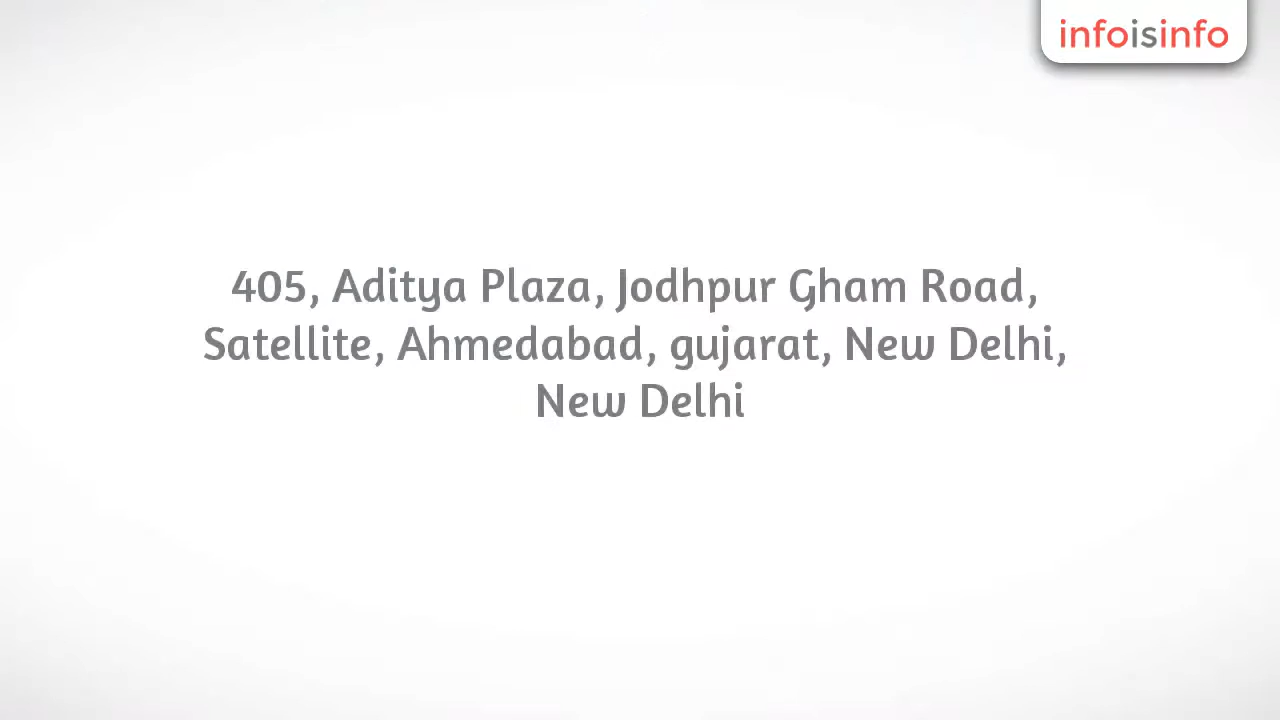 infoisinfo
405, Aditya Plaza, Jodhpur Gham Road,
Satellite, Ahmedabad, gujarat, New Delhi,
New Delhi